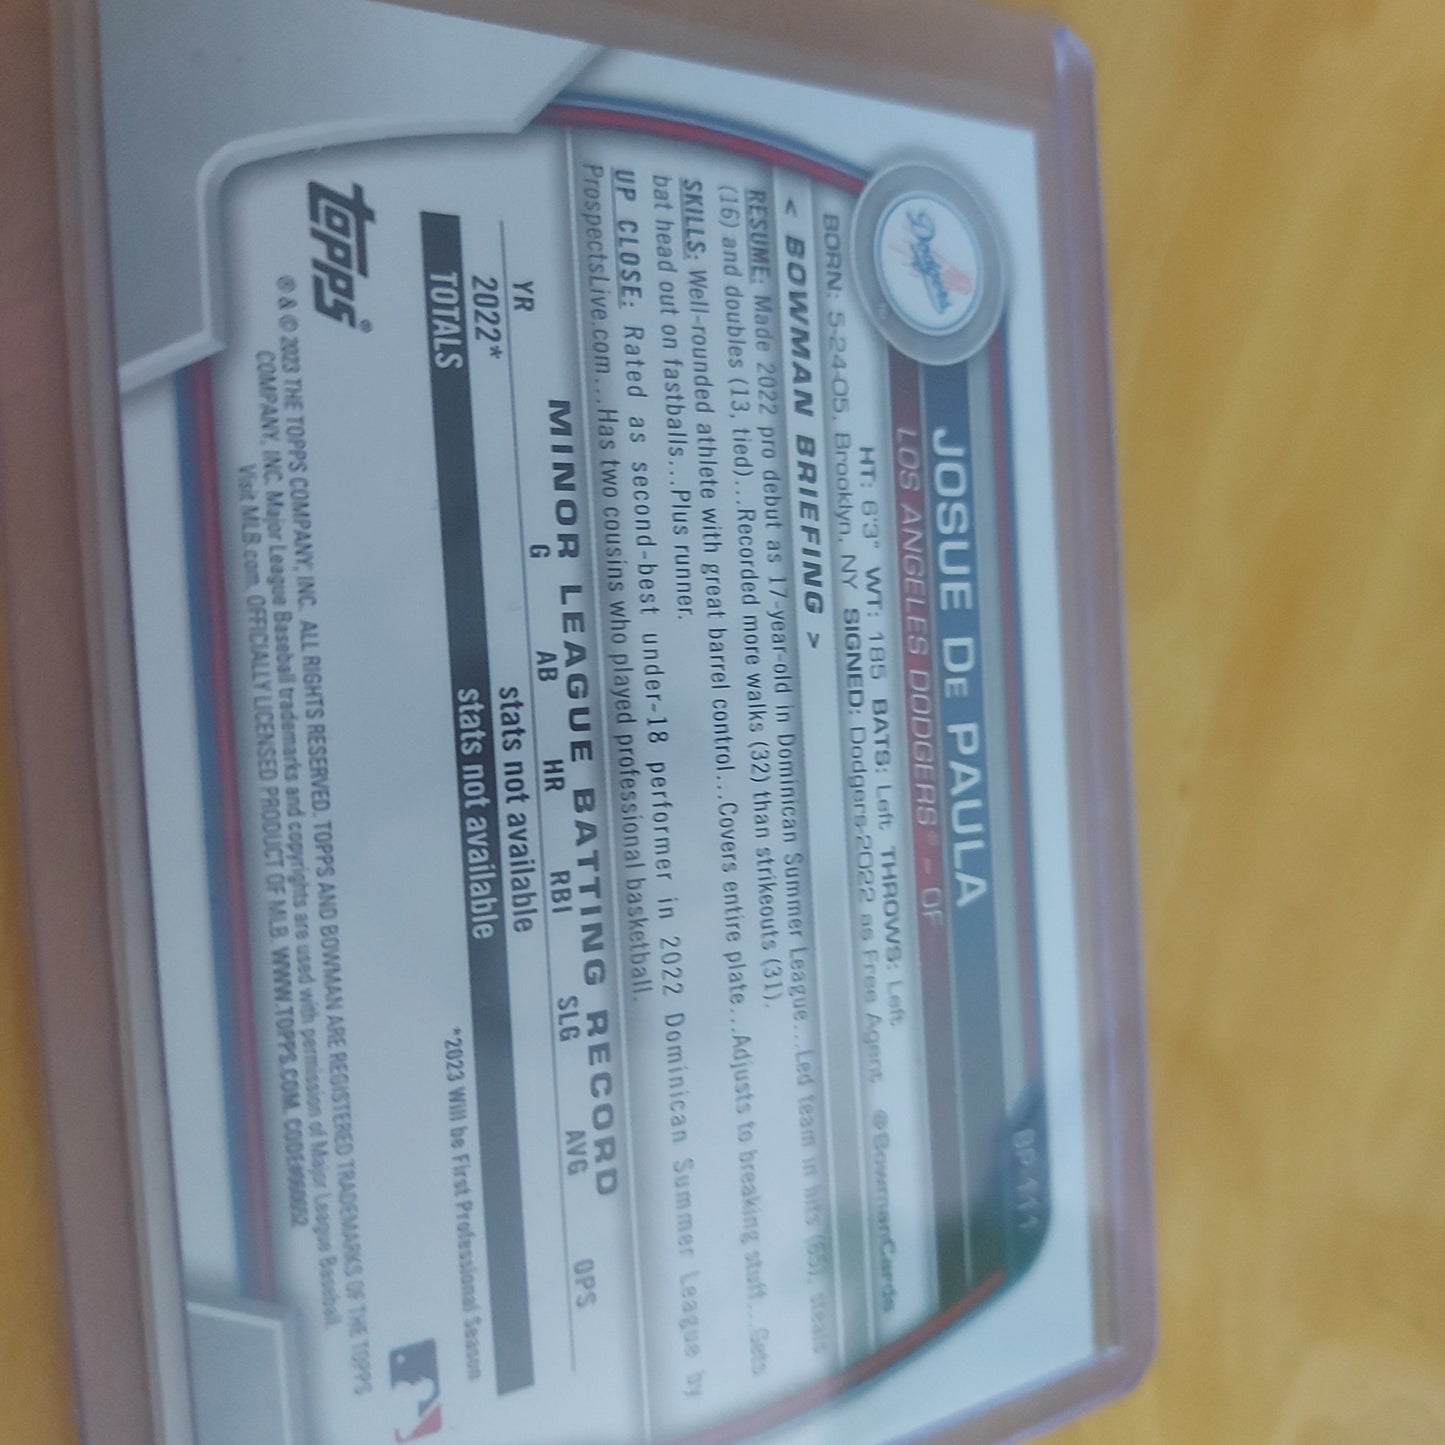 BP-111
Dodgers
JOSUE DE PAULA
LOS ANGELES DODGERS® – OF
HT: 6'3" WT: 185 BATS: Left THROWS: Left
BORN: 5-24-05, Brooklyn, NY SIGNED: Dodgers-2022 as Free Agent @BowmanCards
< BOWMAN BRIEFING >
RESUME: Made 2022 pro debut as 17-year-old in Dominican Summer League...Led team in hits (65), steals
(16) and doubles (13, tied)...Recorded more walks (32) than strikeouts (31).
SKILLS: Well-rounded athlete with great barrel control...Covers entire plate...Adjusts to breaking stuff...Gets
bat head out on fastballs...Plus runner.
UP CLOSE: Rated as second-best under-18 performer in 2022 Dominican Summer League by
ProspectsLive.com...Has two cousins who played professional basketball.
MINOR LEAGUE BATTING RECORD
YR G AB HR RBI SLG AVG OPS
2022* stats not available
TOTALS stats not available
*2023 Will be First Professional Season
topps®
® & © 2023 THE TOPPS COMPANY, INC. ALL RIGHTS RESERVED. TOPPS AND BOWMAN ARE REGISTERED TRADEMARKS OF THE TOPPS
COMPANY, INC. Major League Baseball trademarks and copyrights are used with permission of Major League Baseball.
Visit MLB.com. OFFICIALLY LICENSED PRODUCT OF MLB. WWW.TOPPS.COM.